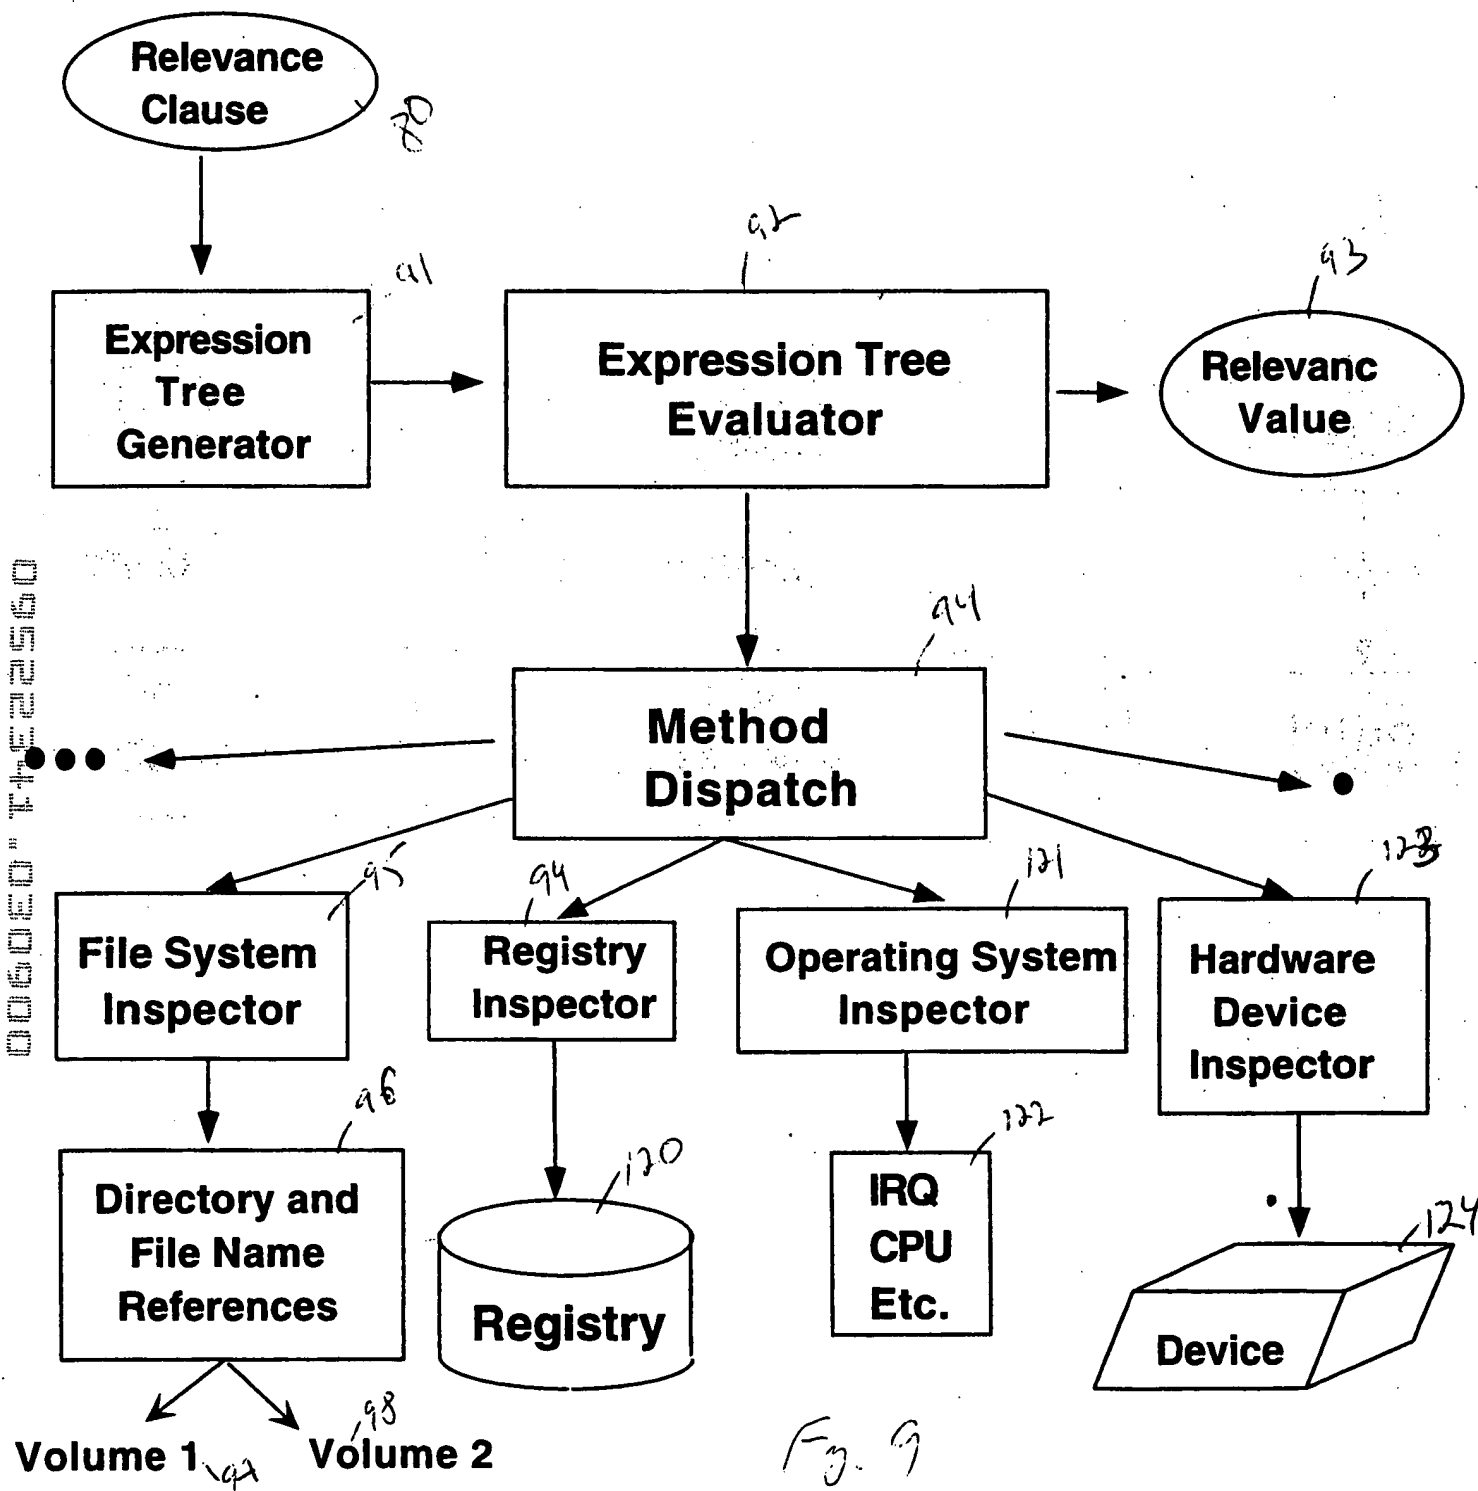 Relevance
Clause
80
91
Expression
Tree
Generator
92
Expression Tree
Evaluator
93
Relevanc
Value
94
Method
Dispatch
95
File System
Inspector
94
Registry
Inspector
121
Operating System
Inspector
123
Hardware
Device
Inspector
96
Directory and
File Name
References
120
Registry
122
IRQ
CPU
Etc.
124
Device
Volume 1
97
98
Volume 2
Fig. 9